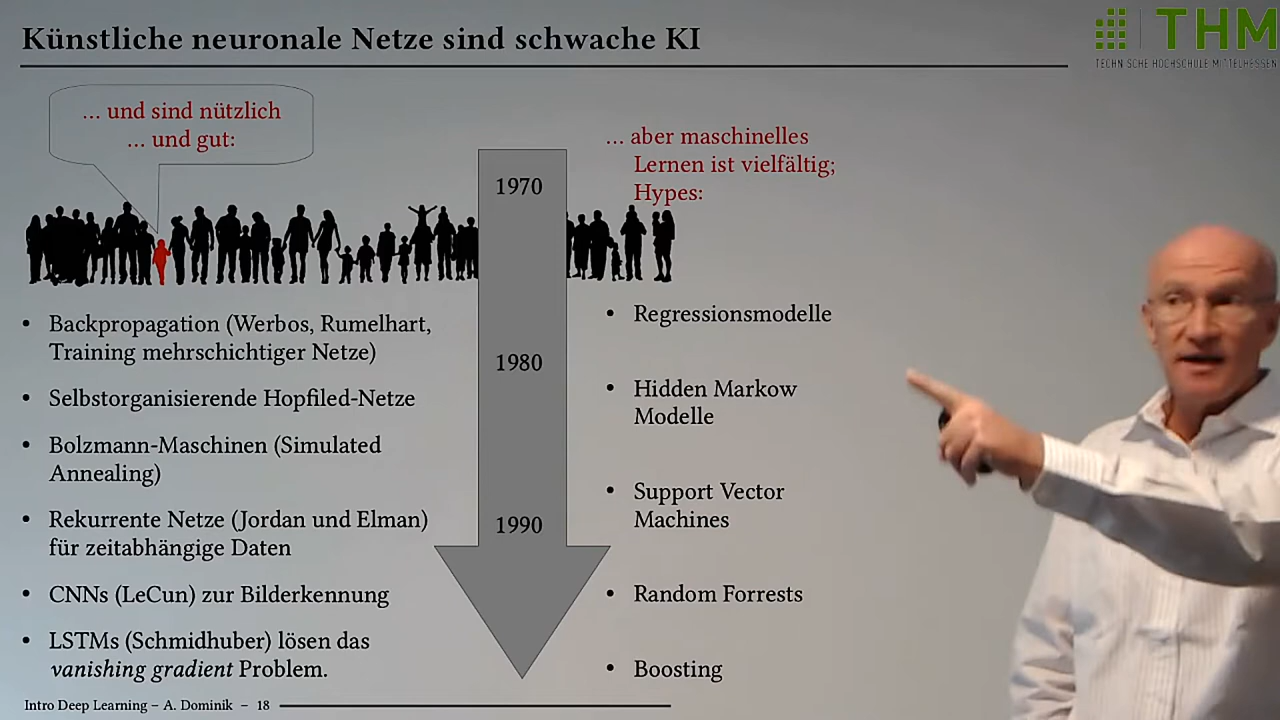 Künstliche neuronale Netze sind schwache KI
THM
TECHNISCHE HOCHSCHULE MITTELHESSEN
... und sind nützlich
... und gut:
... aber maschinelles
Lernen ist vielfältig;
Hypes:
1970
1980
1990
• Backpropagation (Werbos, Rumelhart,
Training mehrschichtiger Netze)
• Selbstorganisierende Hopfiled-Netze
• Bolzmann-Maschinen (Simulated
Annealing)
• Rekurrente Netze (Jordan und Elman)
für zeitabhängige Daten
• CNNs (LeCun) zur Bilderkennung
• LSTMs (Schmidhuber) lösen das
vanishing gradient Problem.
• Regressionsmodelle
• Hidden Markow
Modelle
• Support Vector
Machines
• Random Forrests
• Boosting
Intro Deep Learning – A. Dominik – 18